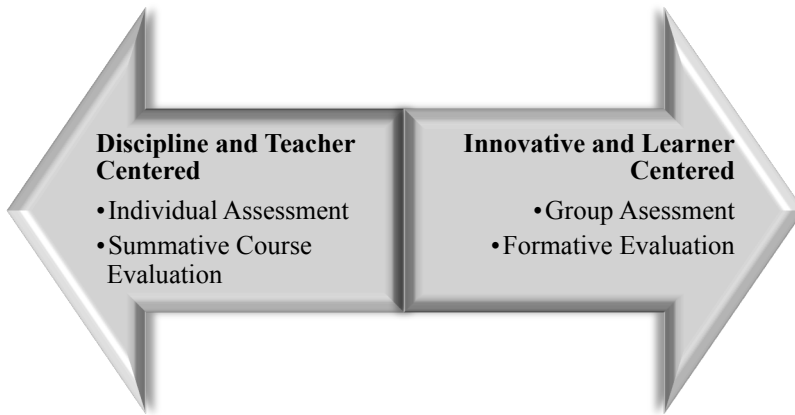 Discipline and Teacher
Centered
•Individual Assessment
•Summative Course
Evaluation
Innovative and Learner
Centered
•Group Asessment
•Formative Evaluation